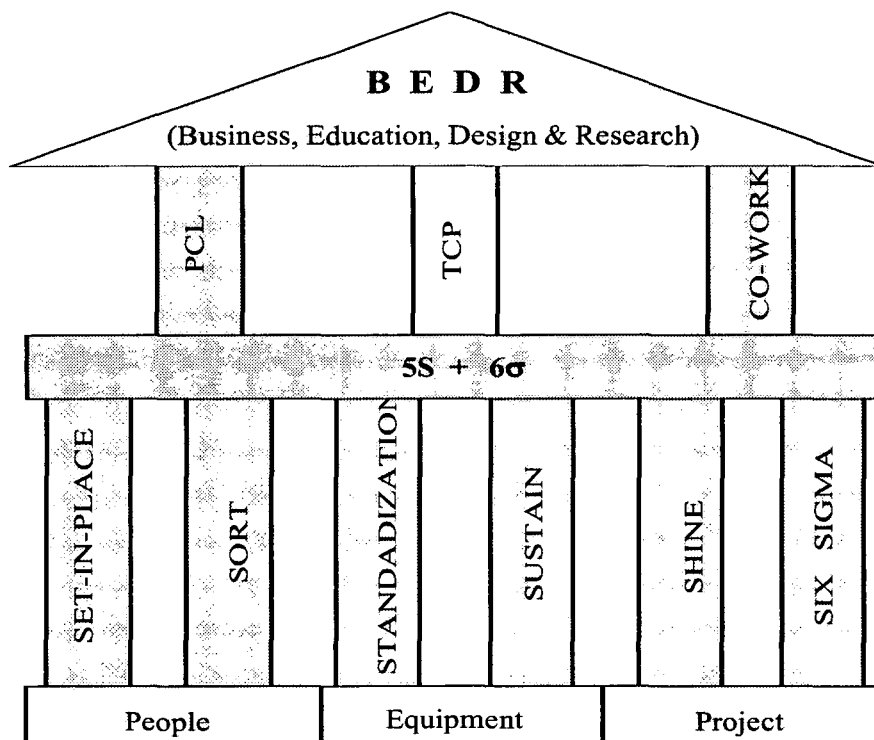 B E D R
(Business, Education, Design & Research)
PCL
TCP
CO-WORK
5S + 6σ
SET-IN-PLACE
SORT
STANDADIZATION
SUSTAIN
SHINE
SIX SIGMA
People
Equipment
Project